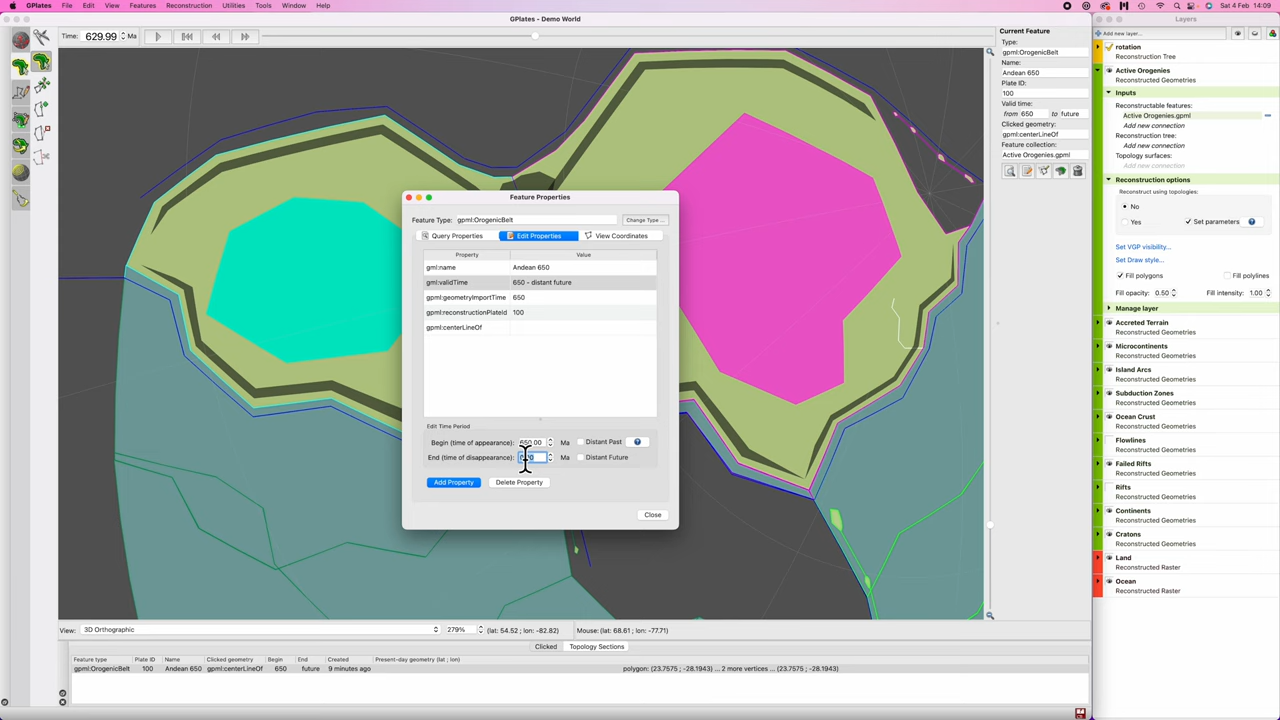 GPlates File Edit View Features Reconstruction Utilities Tools Window Help
Sat 4 Feb 14:09
GPlates - Demo World
Layers
Time: 629.99 Ma
Current Feature
Type:
gpml:OrogenicBelt
Name:
Andean 650
Plate ID:
100
Valid time:
from 650 to future
Clicked geometry:
gpml:centerLineOf
Feature collection:
Active Orogenies.gpml
Add new layer...
rotation
Reconstruction Tree
Active Orogenies
Reconstructed Geometries
Inputs
Reconstructable features:
Active Orogenies.gpml
Add new connection
Reconstruction tree:
Add new connection
Topology surfaces:
Add new connection
Reconstruction options
Reconstruct using topologies:
No
Yes Set parameters
Set VGP visibility...
Set Draw style...
Fill polygons Fill polylines
Fill opacity: 0.50 Fill intensity: 1.00
Manage layer
Accreted Terrain
Reconstructed Geometries
Microcontinents
Reconstructed Geometries
Island Arcs
Reconstructed Geometries
Subduction Zones
Reconstructed Geometries
Ocean Crust
Reconstructed Geometries
Flowlines
Reconstructed Geometries
Failed Rifts
Reconstructed Geometries
Rifts
Reconstructed Geometries
Continents
Reconstructed Geometries
Cratons
Reconstructed Geometries
Land
Reconstructed Raster
Ocean
Reconstructed Raster
Feature Properties
Feature Type: gpml:OrogenicBelt Change Type ...
Query Properties Edit Properties View Coordinates
Property Value
gml:name Andean 650
gml:validTime 650 - distant future
gpml:geometryImportTime 650
gpml:reconstructionPlateId 100
gpml:centerLineOf
Edit Time Period
Begin (time of appearance): 650.00 Ma Distant Past ?
End (time of disappearance): Ma Distant Future
Add Property Delete Property
Close
View: 3D Orthographic 279% (lat: 54.52 ; lon: -82.82) Mouse: (lat: 68.61 ; lon: -77.71)
Clicked Topology Sections
Feature type Plate ID Name Clicked geometry Begin End Created Present-day geometry (lat ; lon)
gpml:OrogenicBelt 100 Andean 650 gpml:centerLineOf 650 future 9 minutes ago polygon: (23.7575; -28.1943) ... 2 more vertices ... (23.7575; -28.1943)